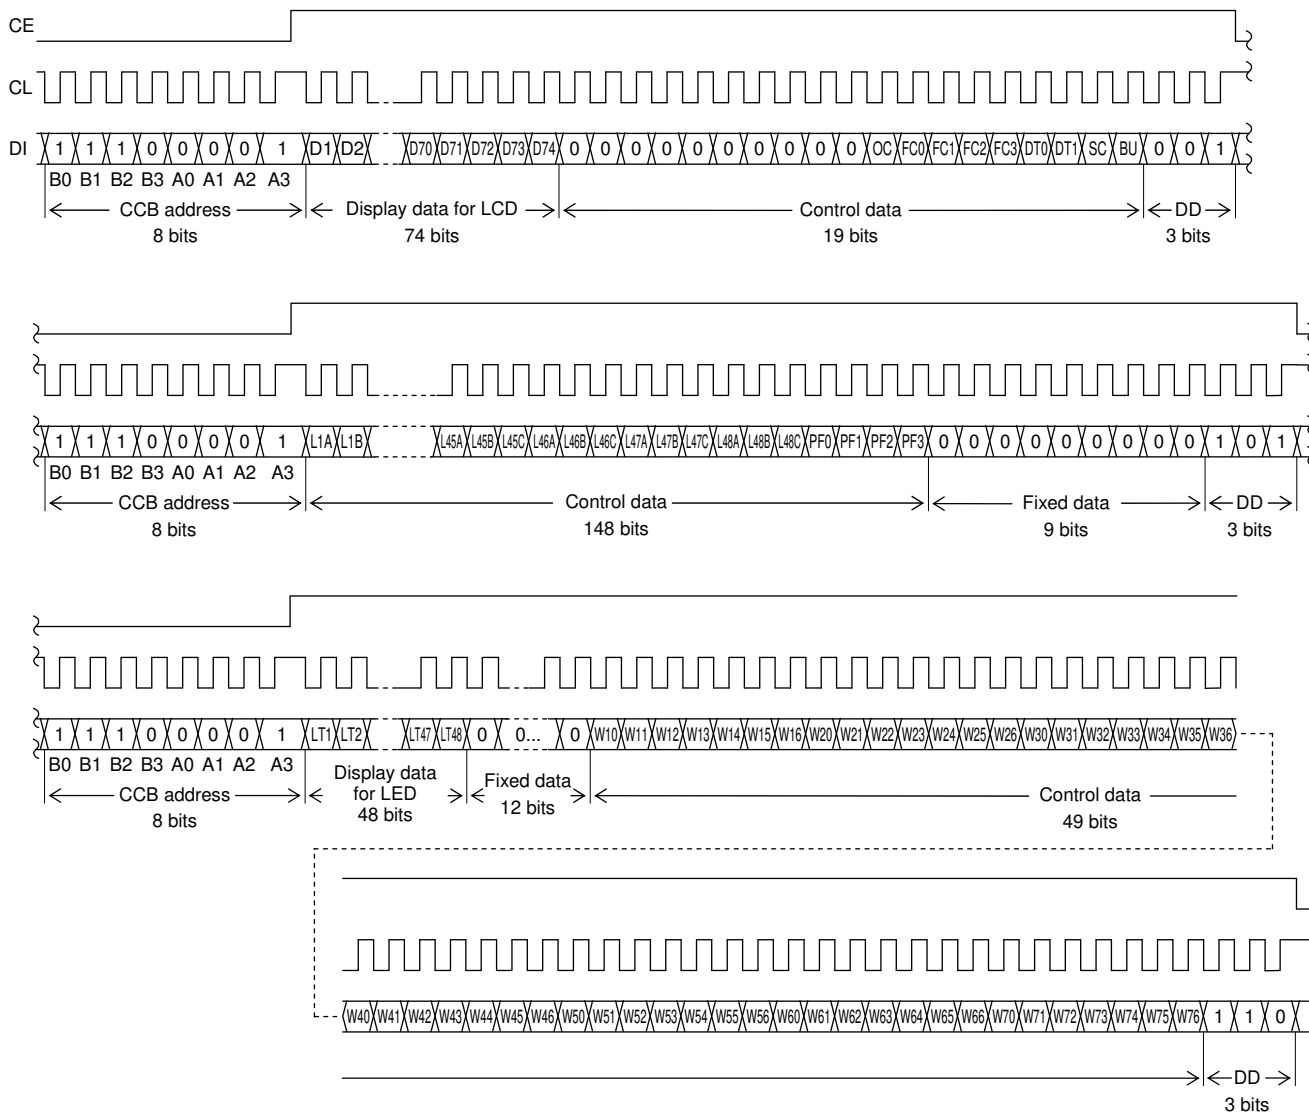 CE
CL
DI 1 1 1 0 0 0 0 1 D1 D2 D70 D71 D72 D73 D74 0 0 0 0 0 0 0 0 0 0 OC FC0 FC1 FC2 FC3 DT0 DT1 SC BU 0 0 1
B0 B1 B2 B3 A0 A1 A2 A3
CCB address Display data for LCD Control data DD
8 bits 74 bits 19 bits 3 bits
1 1 1 0 0 0 0 1 L1A L1B L45A L45B L45C L46A L46B L46C L47A L47B L47C L48A L48B L48C PF0 PF1 PF2 PF3 0 0 0 0 0 0 0 0 0 1 0 1
B0 B1 B2 B3 A0 A1 A2 A3
CCB address Control data Fixed data DD
8 bits 148 bits 9 bits 3 bits
1 1 1 0 0 0 0 1 LT1 LT2 LT47 LT48 0 0... 0 W10 W11 W12 W13 W14 W15 W16 W20 W21 W22 W23 W24 W25 W26 W30 W31 W32 W33 W34 W35 W36
B0 B1 B2 B3 A0 A1 A2 A3
CCB address Display data for LED Fixed data Control data
8 bits 48 bits 12 bits 49 bits
W40 W41 W42 W43 W44 W45 W46 W50 W51 W52 W53 W54 W55 W56 W60 W61 W62 W63 W64 W65 W66 W70 W71 W72 W73 W74 W75 W76 1 1 0
DD
3 bits